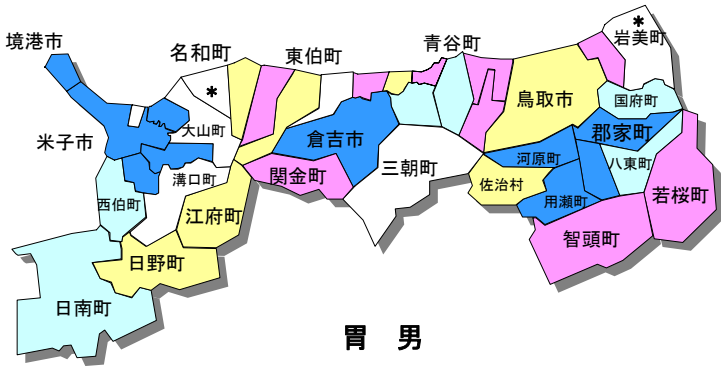 境港市
名和町
東伯町
青谷町
*
岩美町
*
鳥取市
国府町
米子市
大山町
倉吉市
郡家町
河原町
八東町
三朝町
溝口町
関金町
佐治村
若桜町
西伯町
江府町
用瀬町
智頭町
日野町
日南町
冑 男